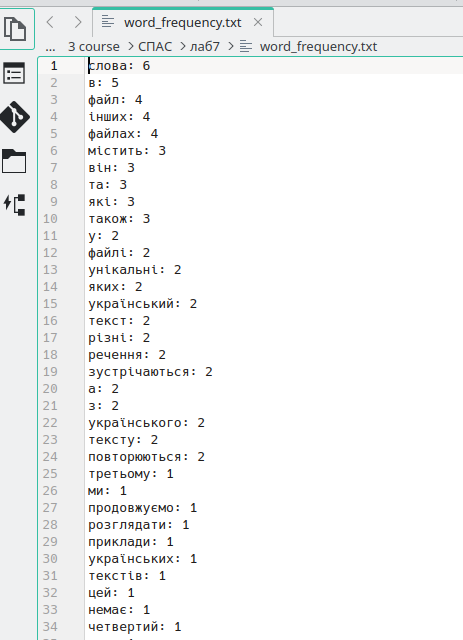 word_frequency.txt
... 3 course > СПАС > лаб7 > word_frequency.txt
1 слова: 6
2 в: 5
3 файл: 4
4 інших: 4
5 файлах: 4
6 містить: 3
7 він: 3
8 та: 3
9 які: 3
10 також: 3
11 у: 2
12 файлі: 2
13 унікальні: 2
14 яких: 2
15 український: 2
16 текст: 2
17 різні: 2
18 речення: 2
19 зустрічаються: 2
20 а: 2
21 з: 2
22 українського: 2
23 тексту: 2
24 повторюються: 2
25 третьому: 1
26 ми: 1
27 продовжуємо: 1
28 розглядати: 1
29 приклади: 1
30 українських: 1
31 текстів: 1
32 цей: 1
33 немає: 1
34 четвертий: 1